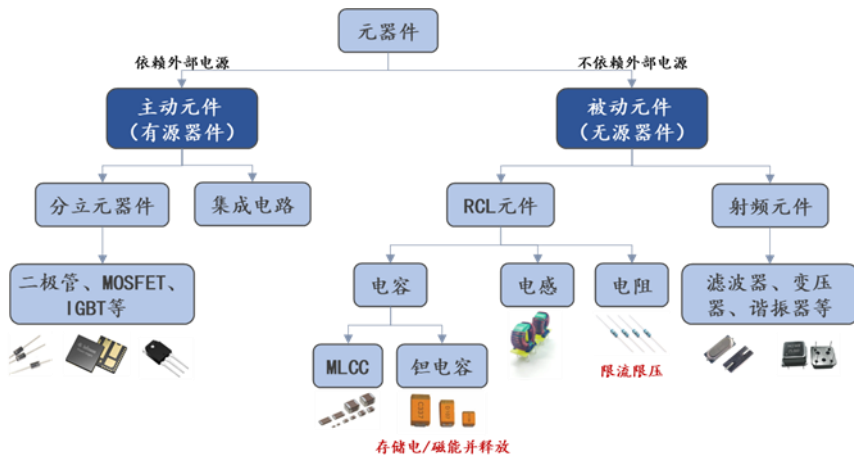 元器件
依赖外部电源
不依赖外部电源
主动元件
（有源器件）
被动元件
（无源器件）
分立元器件
集成电路
RCL元件
射频元件
二极管、MOSFET、
IGBT等
电容
电感
电阻
滤波器、变压
器、谐振器等
MLCC
钽电容
限流限压
存储电/磁能并释放